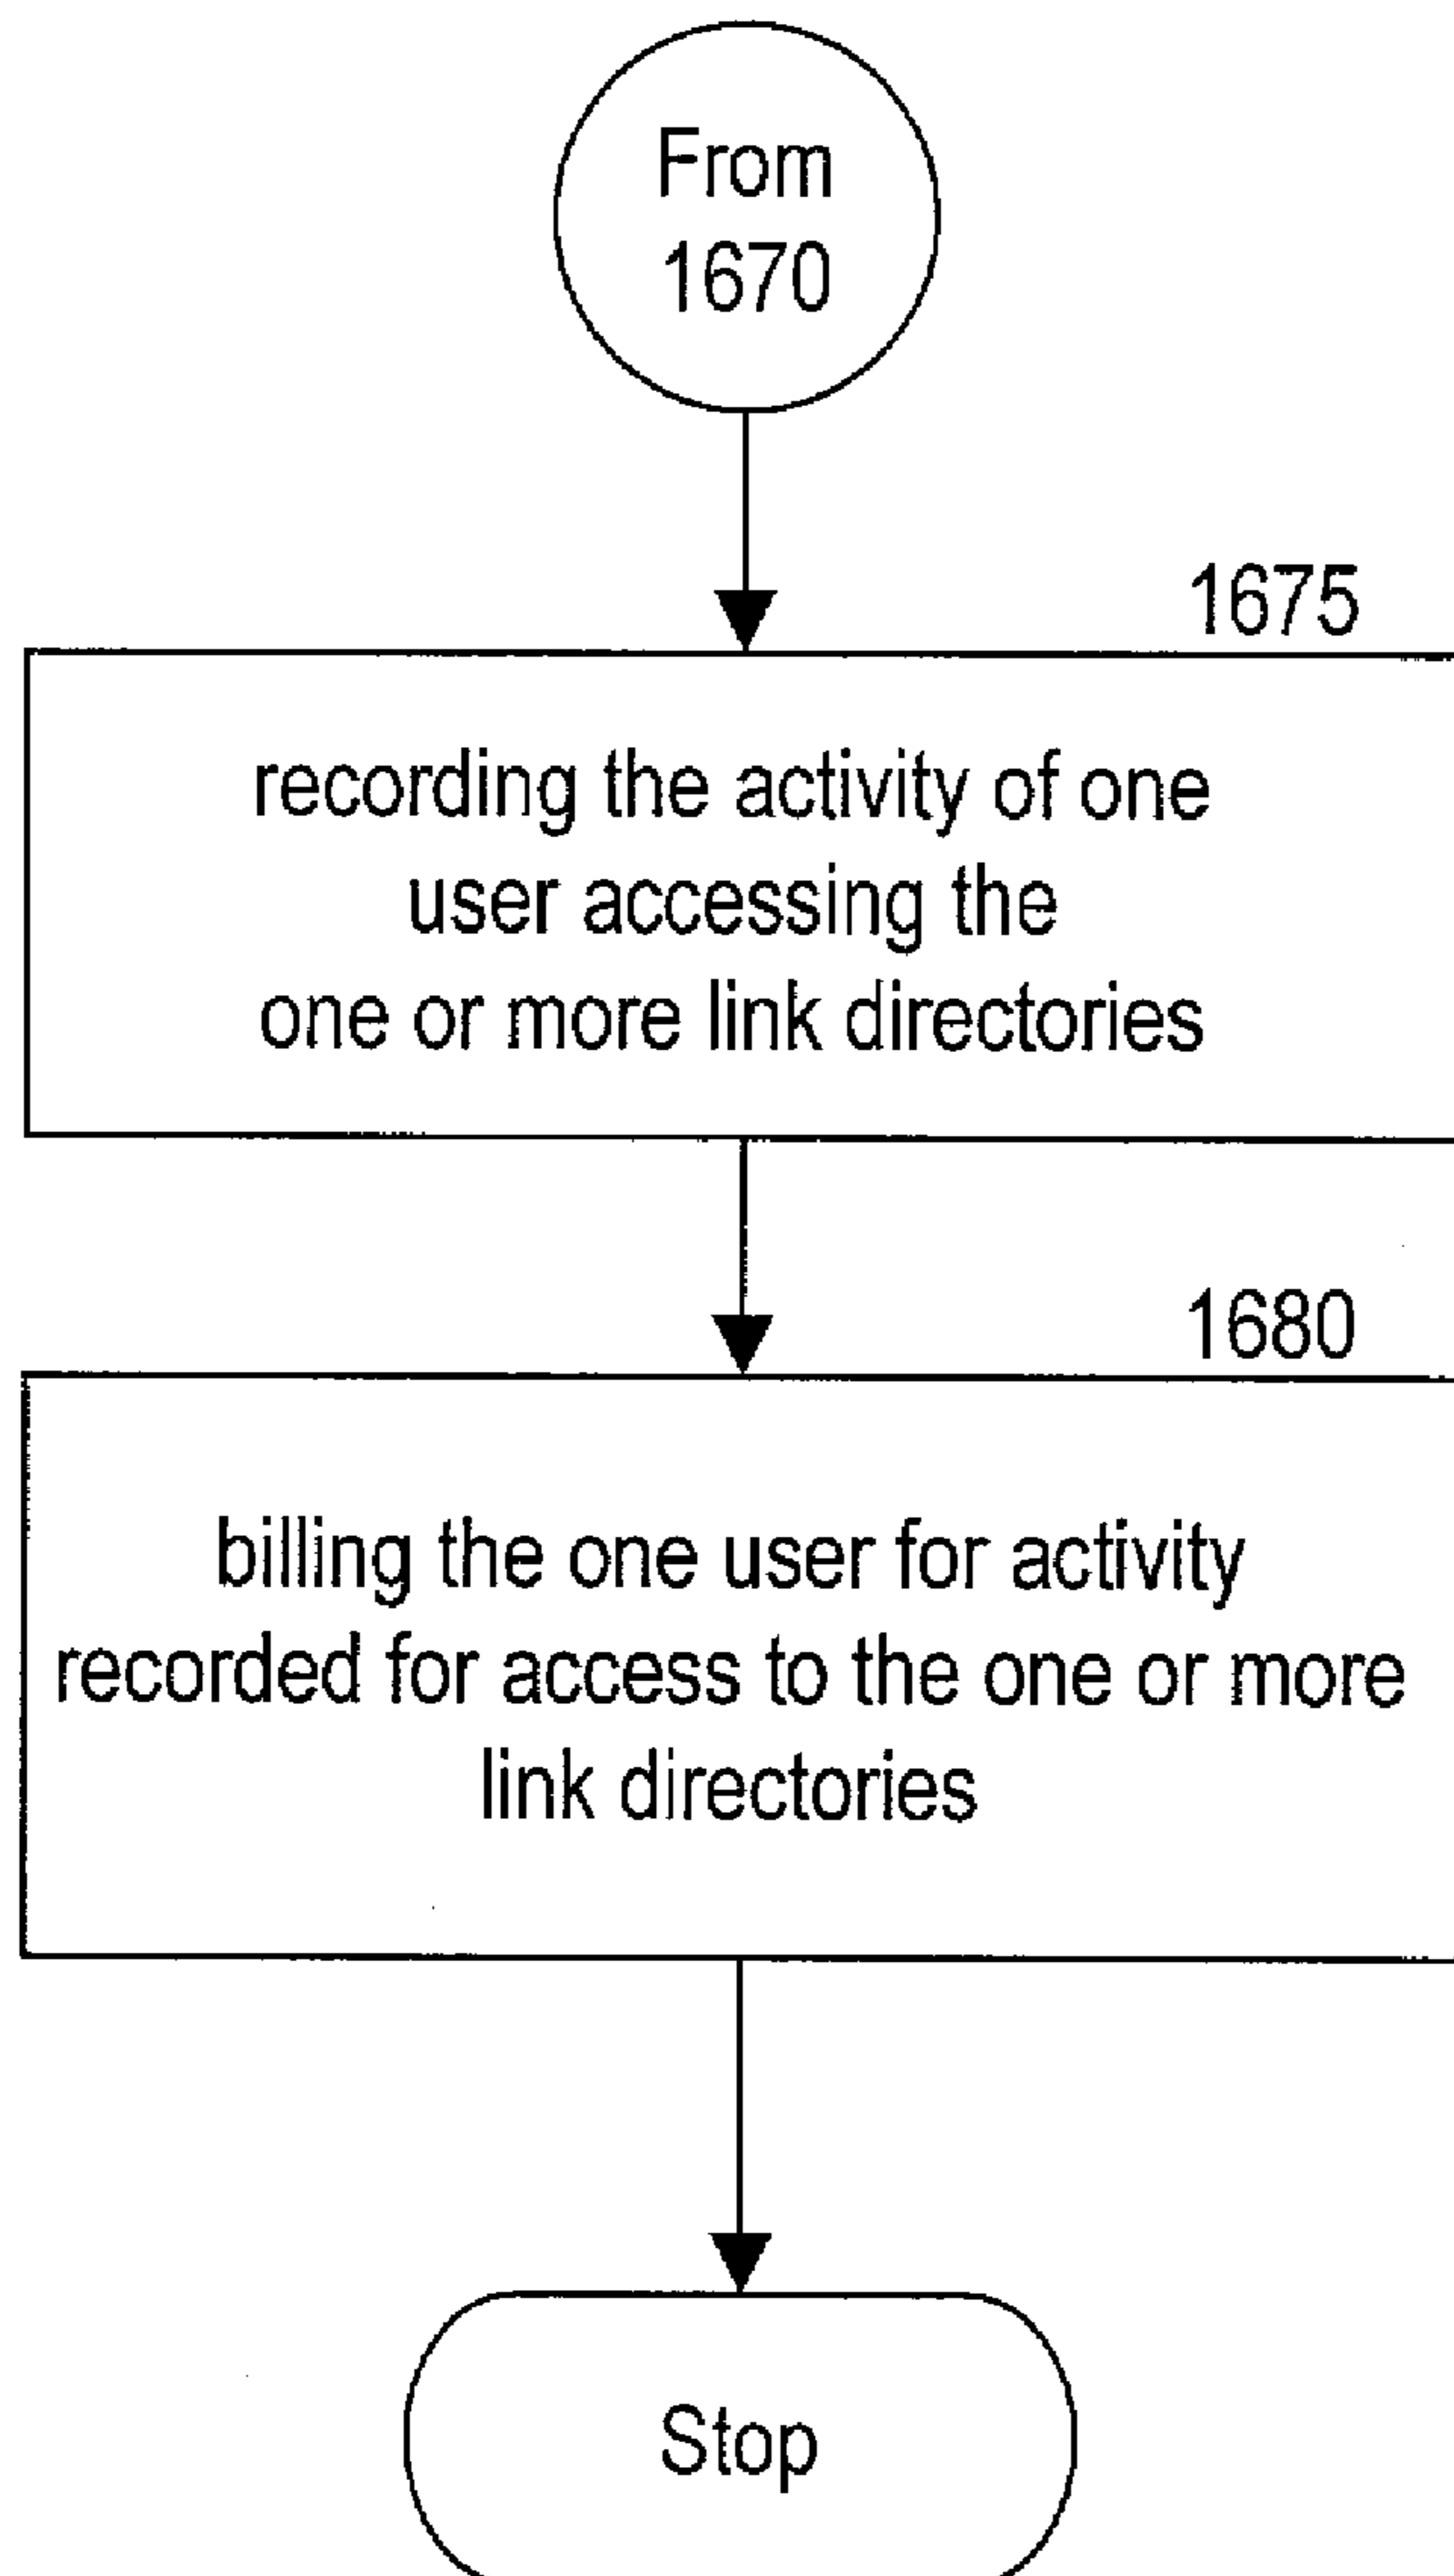 From
1670
1675
recording the activity of one
user accessing the
one or more link directories
1680
billing the one user for activity
recorded for access to the one or more
link directories
Stop